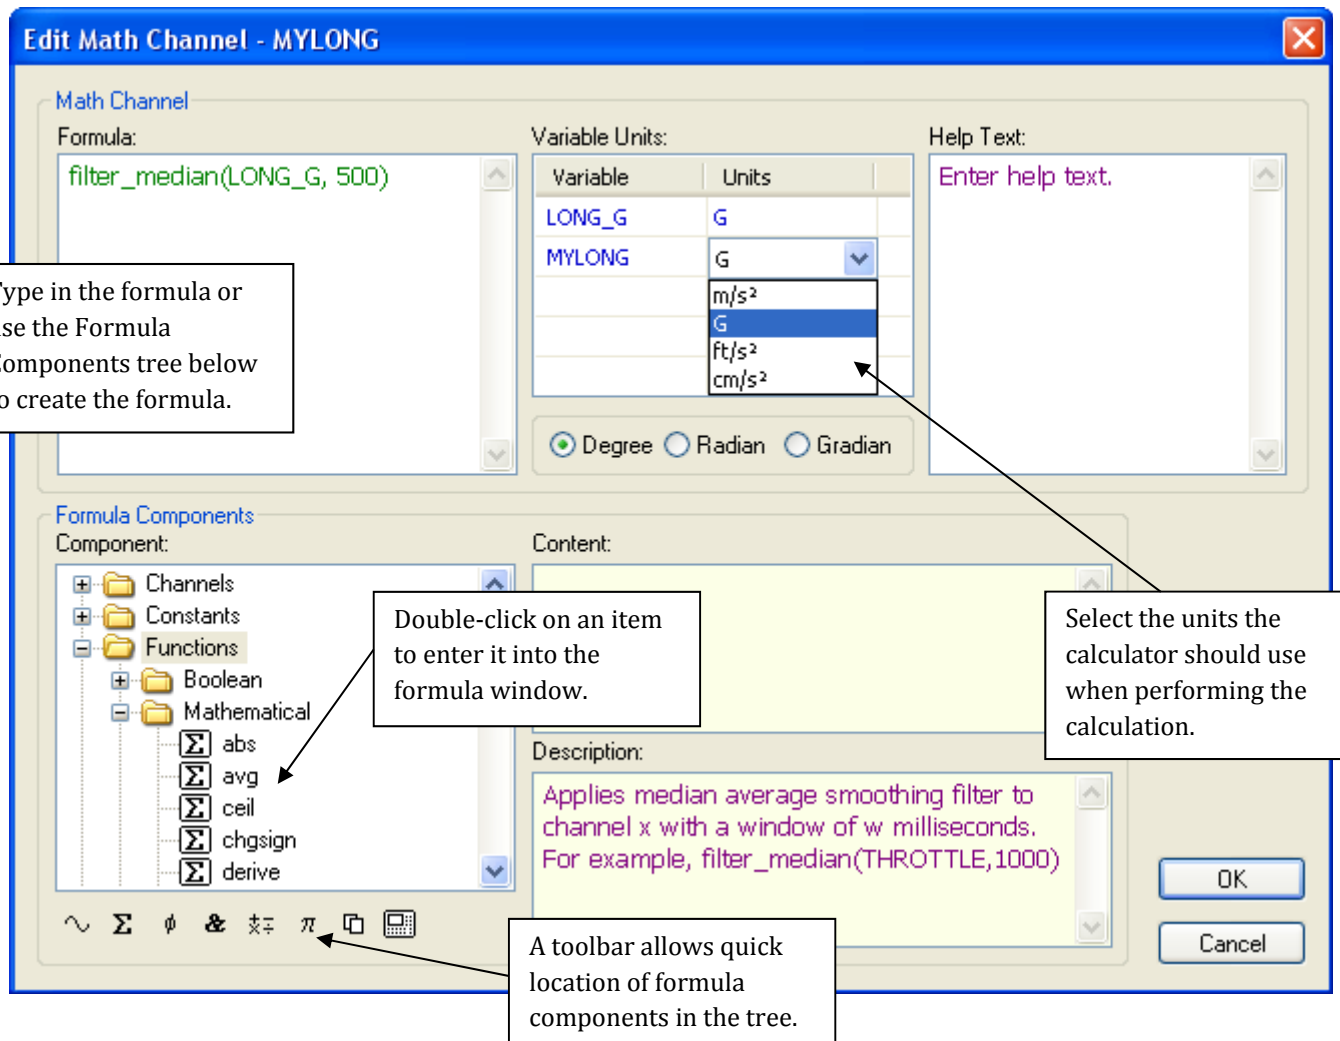 Edit Math Channel - MYLONG
Math Channel
Formula:
filter_median(LONG_G, 500)
Type in the formula or
use the Formula
Components tree below
to create the formula.
Variable Units:
Variable Units
LONG_G G
MYLONG G
m/s²
G
ft/s²
cm/s²
Degree Radian Gradian
Help Text:
Enter help text.
Select the units the
calculator should use
when performing the
calculation.
Formula Components
Component:
Channels
Constants
Functions
Boolean
Mathematical
Σ abs
Σ avg
Σ ceil
Σ chgsign
Σ derive
Double-click on an item
to enter it into the
formula window.
Content:
Description:
Applies median average smoothing filter to
channel x with a window of w milliseconds.
For example, filter_median(THROTTLE,1000)
Σ ϕ & π
A toolbar allows quick
location of formula
components in the tree.
OK
Cancel